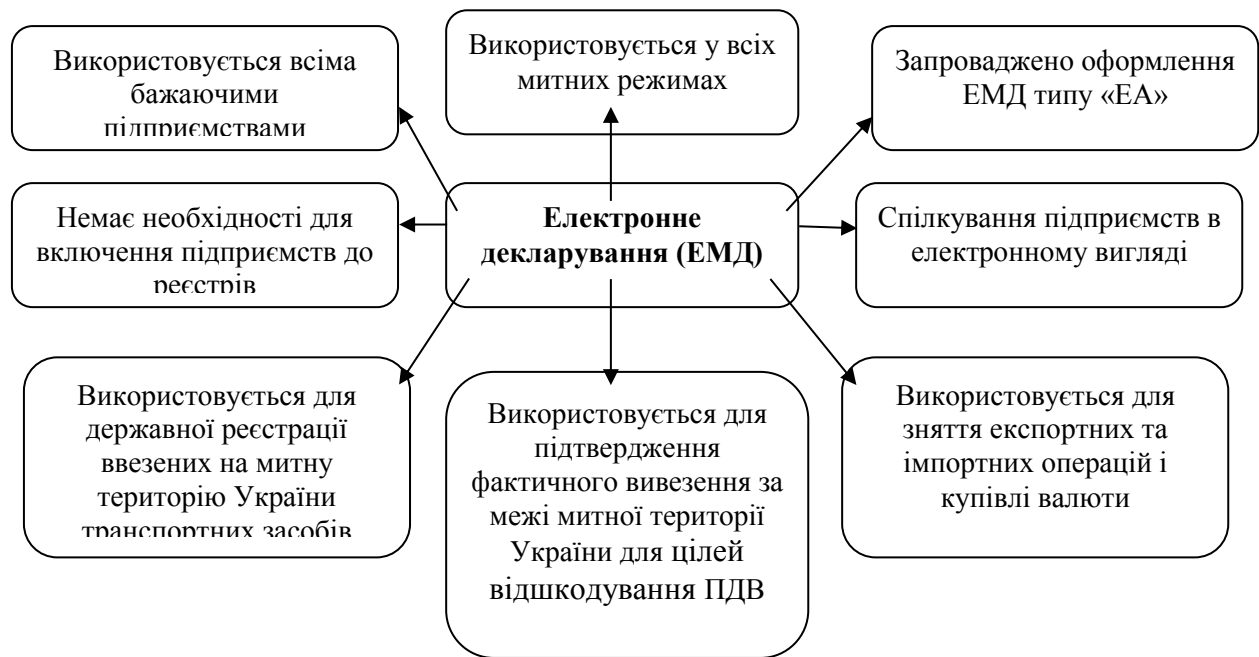 Використовується всіма
бажаючими
підприємствами
Використовується у всіх
митних режимах
Запроваджено оформлення
ЕМД типу «ЕА»
Немає необхідності для
включення підприємств до
реєстрів
Електронне
декларування (ЕМД)
Спілкування підприємств в
електронному вигляді
Використовується для
державної реєстрації
ввезених на митну
територію України
транспортних засобів
Використовується для
підтвердження
фактичного вивезення за
межі митної території
України для цілей
відшкодування ПДВ
Використовується для
зняття експортних та
імпортних операцій і
купівлі валюти